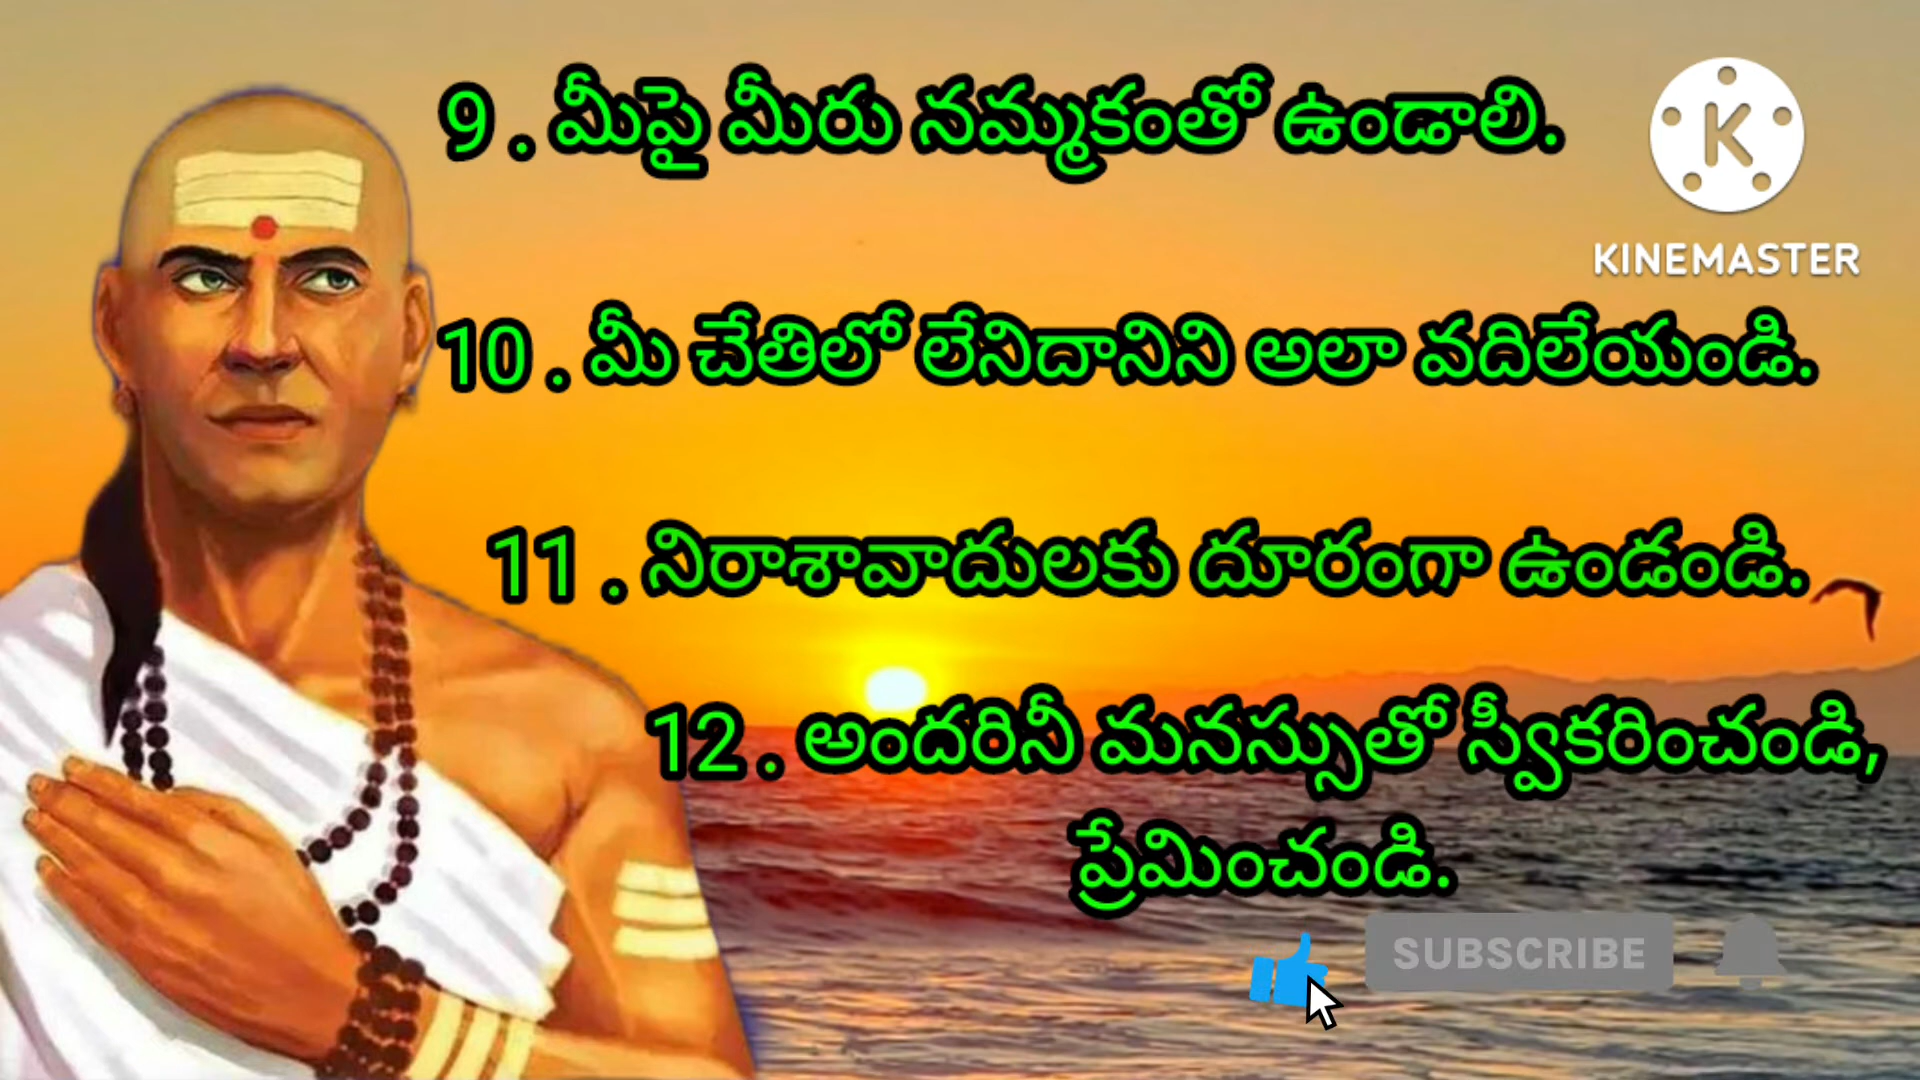 9 . మీపై మీరు నమ్మకంతో ఉండాలి.
KINEMASTER
10 . మీ చేతిలో లేనిదానిని అలా వదిలేయండి.
11 . నిరాశావాదులకు దూరంగా ఉండండి.
12 . అందరినీ మనస్సుతో స్వీకరించండి,
ప్రేమించండి.
SUBSCRIBE